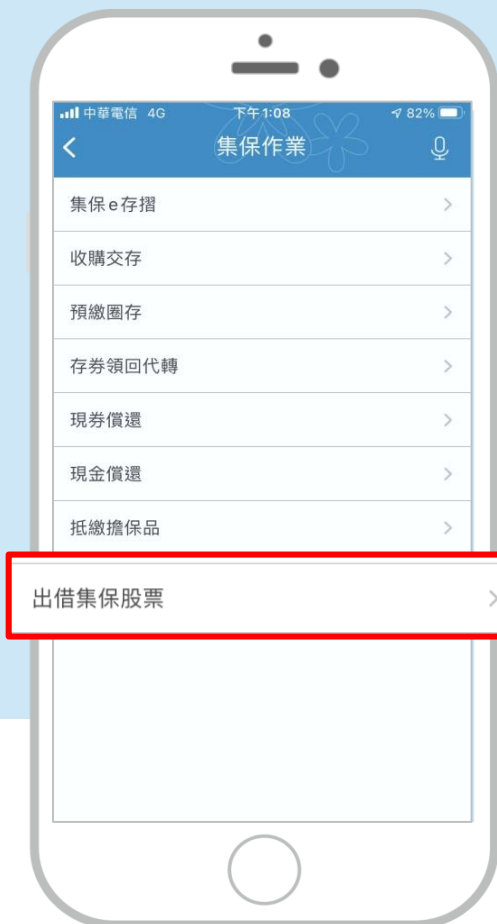 中華電信 4G 下午1:08 82%
集保作業
集保e存摺
收購交存
預繳圈存
存券領回代轉
現券償還
現金償還
抵繳擔保品
出借集保股票